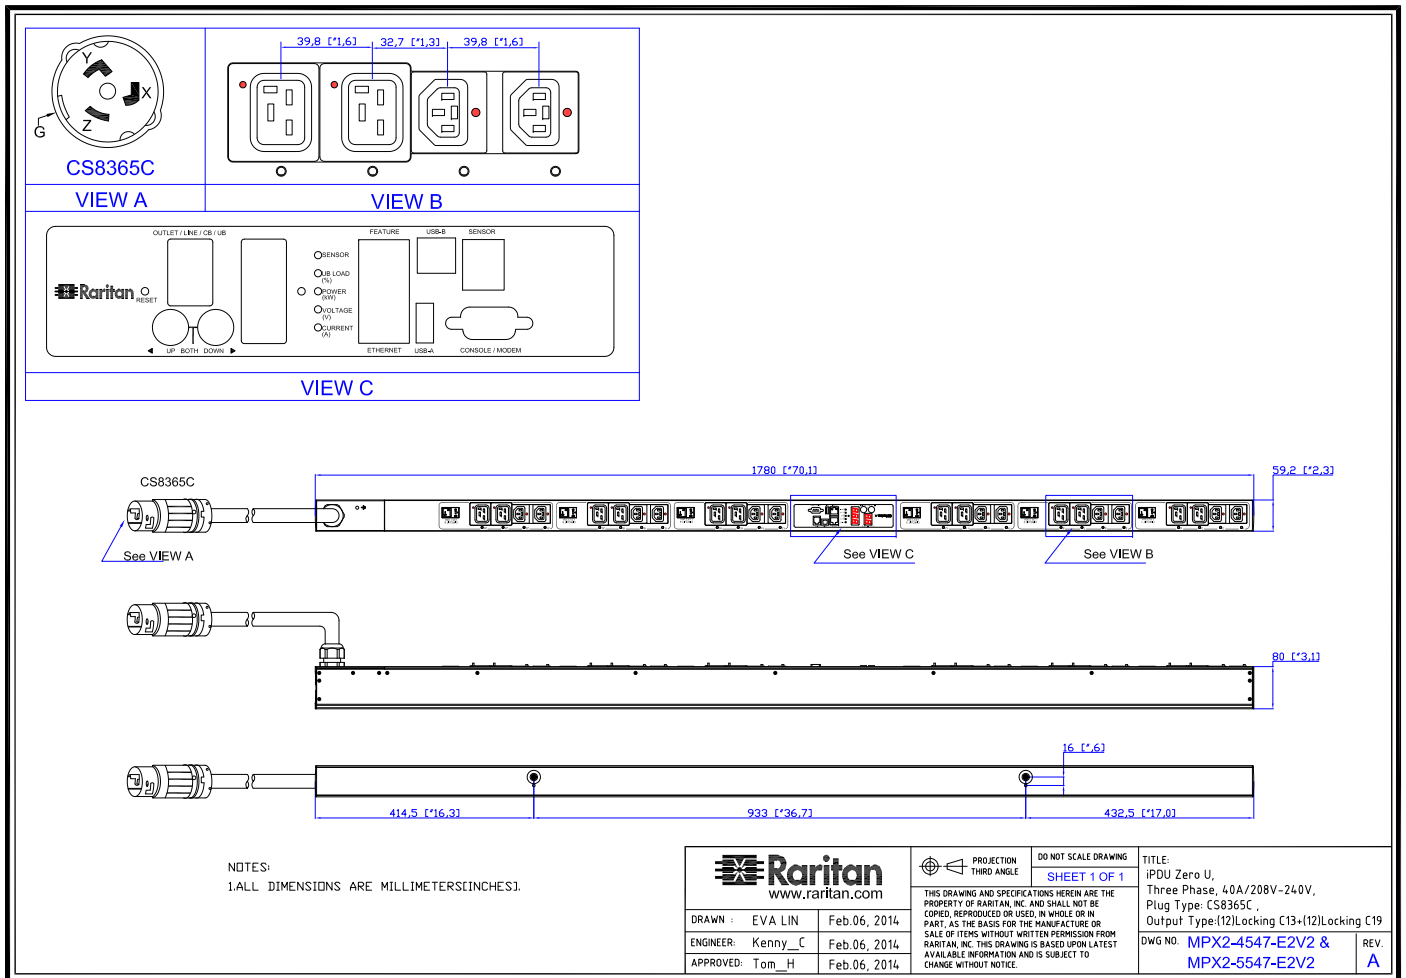 Y
X
Z
G
CS8365C
VIEW A
39,8 ["1,6]
32,7 ["1,3]
39,8 ["1,6]
VIEW B
OUTLET / LINE / CB / UB
FEATURE
USB-B
SENSOR
Raritan
RESET
SENSOR
UB LOAD
(%)
POWER
(kW)
VOLTAGE
(V)
CURRENT
(A)
UP BOTH DOWN
ETHERNET
USB-A
CONSOLE / MODEM
VIEW C
1780 ["70,1]
59,2 ["2,3]
CS8365C
See VIEW A
See VIEW C
See VIEW B
80 ["3,1]
16 [",6]
414,5 ["16,3]
933 ["36,7]
432,5 ["17,0]
NOTES:
1.ALL DIMENSIONS ARE MILLIMETERS[INCHES].
Raritan
www.raritan.com
DRAWN : EVA LIN Feb.06, 2014
ENGINEER: Kenny__C Feb.06, 2014
APPROVED: Tom__H Feb.06, 2014
PROJECTION
THIRD ANGLE
DO NOT SCALE DRAWING
SHEET 1 OF 1
THIS DRAWING AND SPECIFICATIONS HEREIN ARE THE
PROPERTY OF RARITAN, INC. AND SHALL NOT BE
COPIED, REPRODUCED OR USED, IN WHOLE OR IN
PART, AS THE BASIS FOR THE MANUFACTURE OR
SALE OF ITEMS WITHOUT WRITTEN PERMISSION FROM
RARITAN, INC. THIS DRAWING IS BASED UPON LATEST
AVAILABLE INFORMATION AND IS SUBJECT TO
CHANGE WITHOUT NOTICE.
TITLE:
iPDU Zero U,
Three Phase, 40A/208V-240V,
Plug Type: CS8365C ,
Output Type:(12)Locking C13+(12)Locking C19
DWG NO. MPX2-4547-E2V2 &
MPX2-5547-E2V2
REV.
A